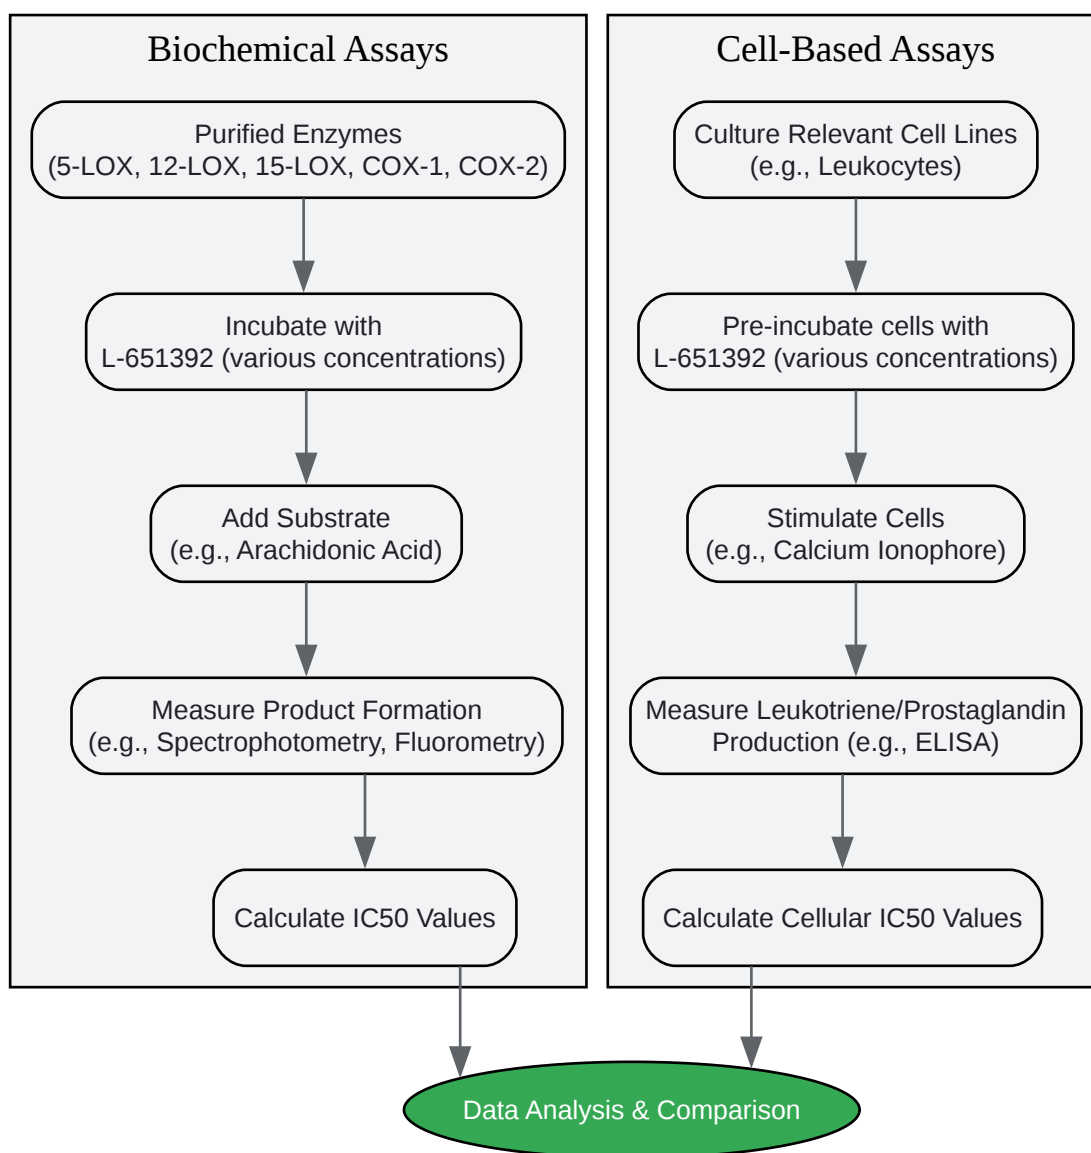 Biochemical Assays
Purified Enzymes
(5-LOX, 12-LOX, 15-LOX, COX-1, COX-2)
Incubate with
L-651392 (various concentrations)
Add Substrate
(e.g., Arachidonic Acid)
Measure Product Formation
(e.g., Spectrophotometry, Fluorometry)
Calculate IC50 Values
Cell-Based Assays
Culture Relevant Cell Lines
(e.g., Leukocytes)
Pre-incubate cells with
L-651392 (various concentrations)
Stimulate Cells
(e.g., Calcium Ionophore)
Measure Leukotriene/Prostaglandin
Production (e.g., ELISA)
Calculate Cellular IC50 Values
Data Analysis & Comparison